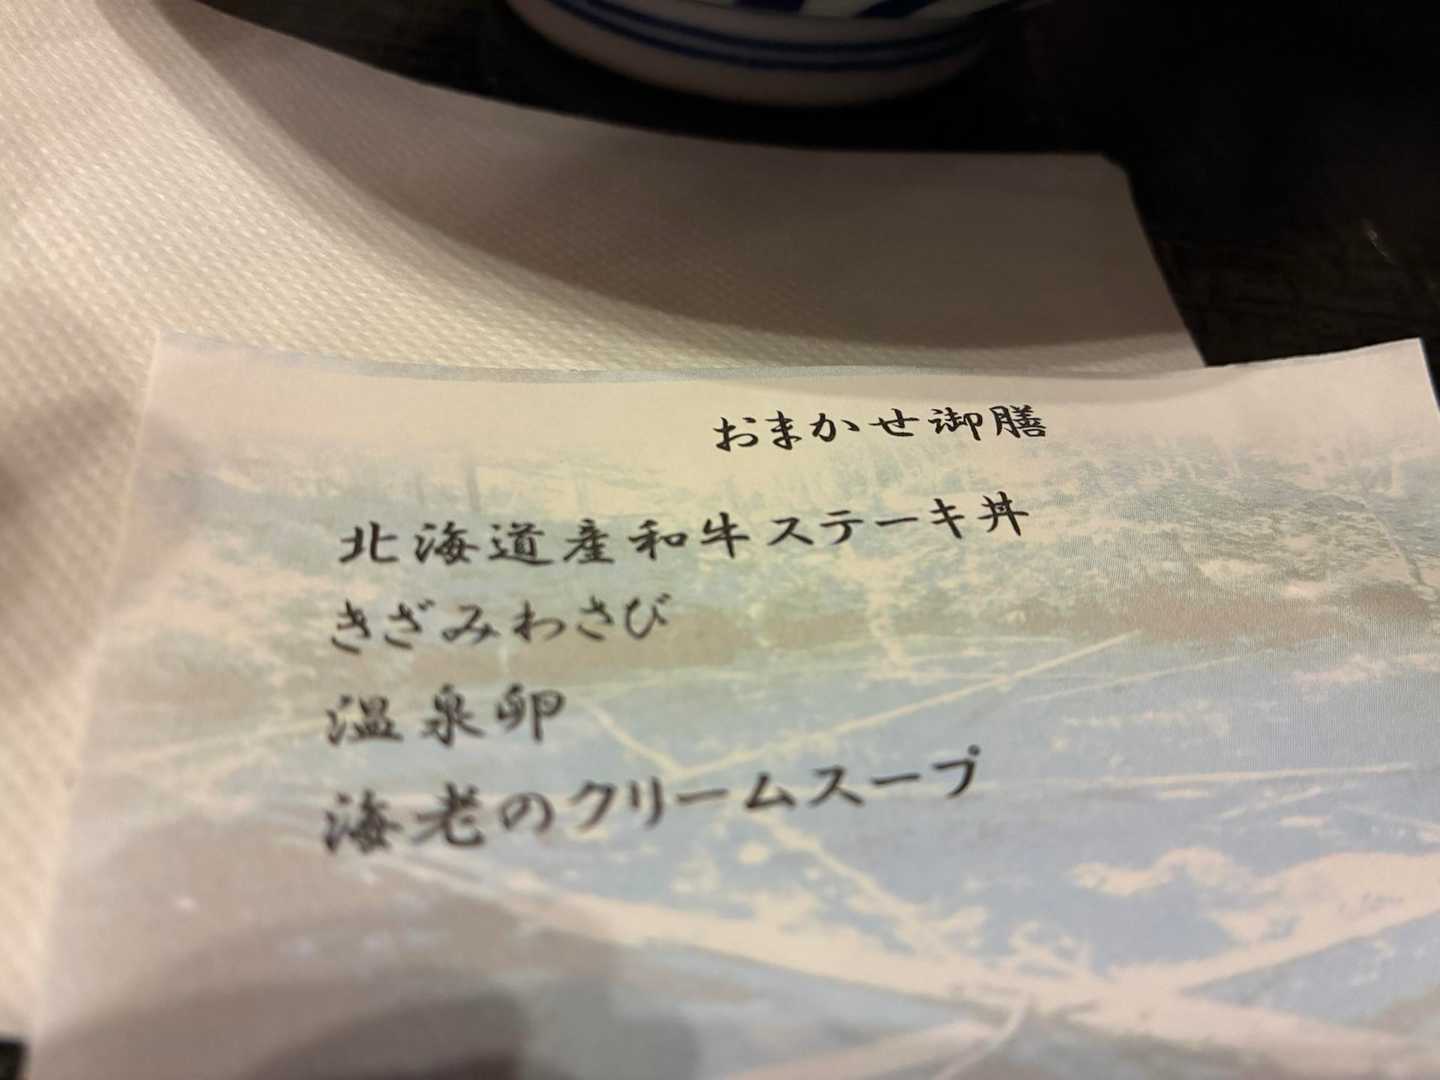 おまかせ御膳
北海道産和牛ステーキ丼
きざみわさび
温泉卵
海老のクリームスープ